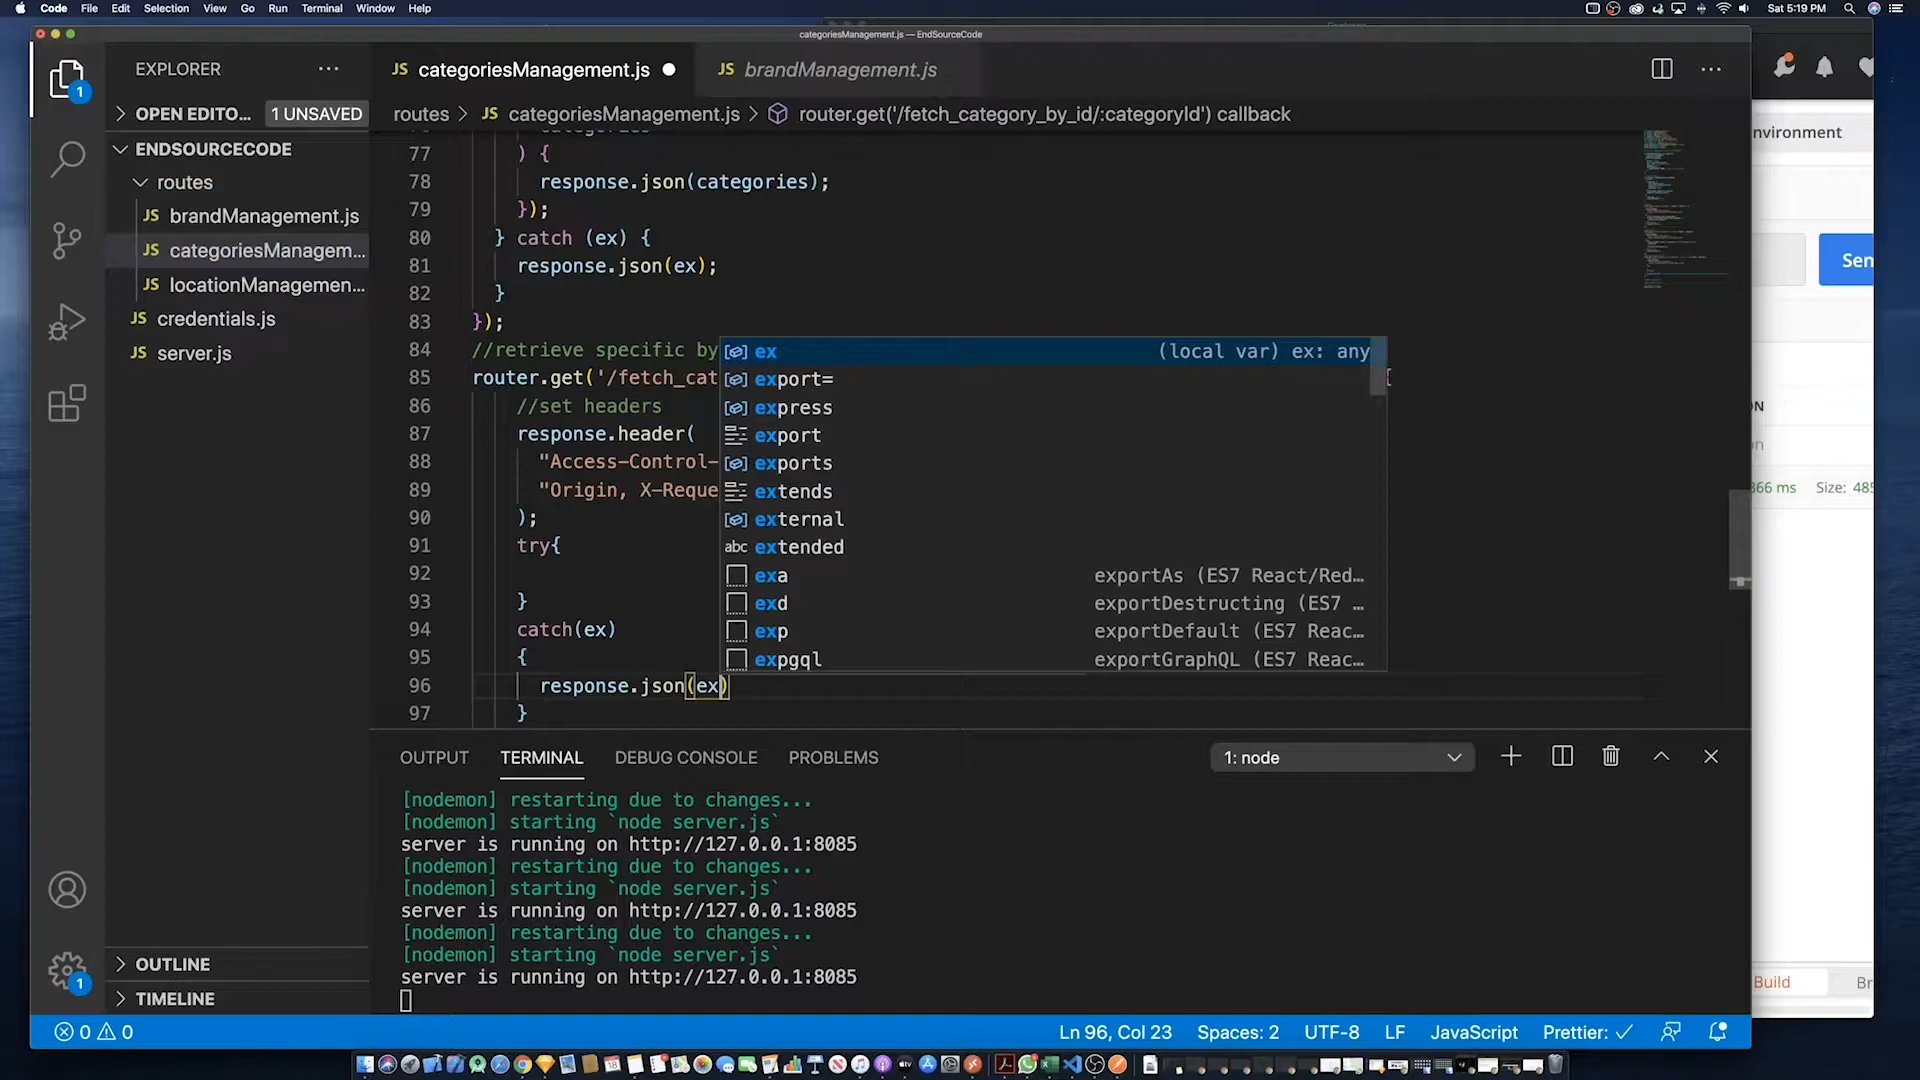 Code File Edit Selection View Go Run Terminal Window Help Sat 5:19 PM
categoriesManagement.js — EndSourceCode
EXPLORER
categoriesManagement.js
brandManagement.js
OPEN EDITO... 1 UNSAVED
routes > JS categoriesManagement.js > router.get('/fetch_category_by_id/:categoryId') callback
ENDSOURCECODE
routes
JS brandManagement.js
JS categoriesManagem...
JS locationManagemen...
JS credentials.js
JS server.js
OUTLINE
TIMELINE
categories
77 ) {
78 response.json(categories);
79 });
80 } catch (ex) {
81 response.json(ex);
82 }
83 });
84 //retrieve specific by
85 router.get('/fetch_cat
86 //set headers
87 response.header(
88 "Access-Control-
89 "Origin, X-Reque
90 );
91 try{
92
93 }
94 catch(ex)
95 {
96 response.json(ex)
97 }
ex (local var) ex: any
export=
express
export
exports
extends
external
abc extended
exa exportAs (ES7 React/Red…
exd exportDestructing (ES7 …
exp exportDefault (ES7 Reac…
expgql exportGraphQL (ES7 Reac…
OUTPUT TERMINAL DEBUG CONSOLE PROBLEMS 1: node
[nodemon] restarting due to changes...
[nodemon] starting `node server.js`
server is running on http://127.0.0.1:8085
[nodemon] restarting due to changes...
[nodemon] starting `node server.js`
server is running on http://127.0.0.1:8085
[nodemon] restarting due to changes...
[nodemon] starting `node server.js`
server is running on http://127.0.0.1:8085
0 0 Ln 96, Col 23 Spaces: 2 UTF-8 LF JavaScript Prettier: ✓
nvironment
Sen
ON
366 ms Size: 485
Build Br